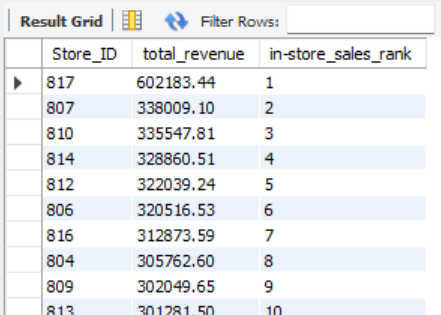 Result Grid Filter Rows:
Store_ID total_revenue in-store_sales_rank
817 602183.44 1
807 338009.10 2
810 335547.81 3
814 328860.51 4
812 322039.24 5
806 320516.53 6
816 312873.59 7
804 305762.60 8
809 302049.65 9
813 301281.50 10